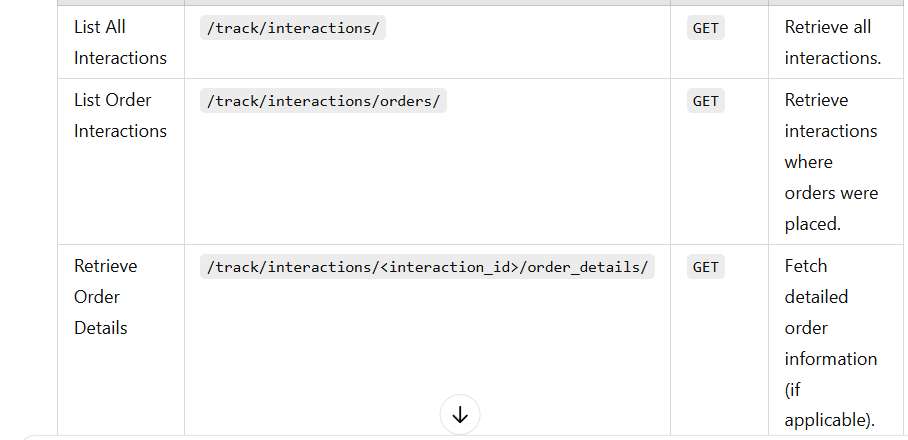 List All Interactions /track/interactions/ GET Retrieve all interactions.
List Order Interactions /track/interactions/orders/ GET Retrieve interactions where orders were placed.
Retrieve Order Details /track/interactions/<interaction_id>/order_details/ GET Fetch detailed order information (if applicable).